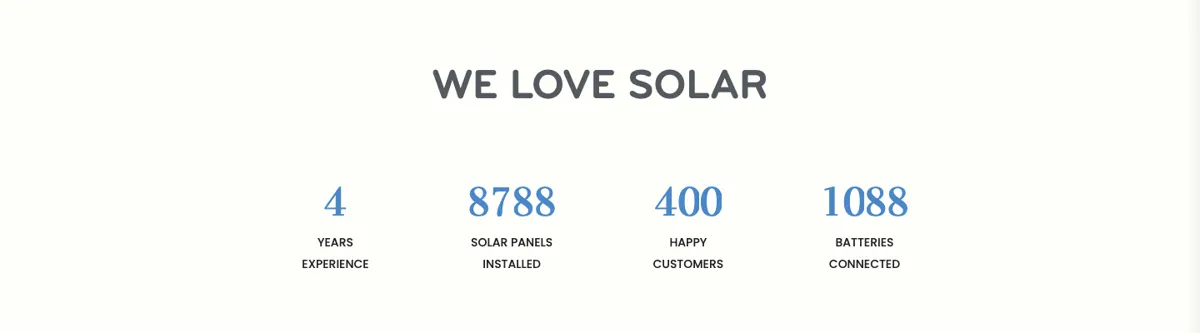 WE LOVE SOLAR
4
YEARS
EXPERIENCE
8788
SOLAR PANELS
INSTALLED
400
HAPPY
CUSTOMERS
1088
BATTERIES
CONNECTED